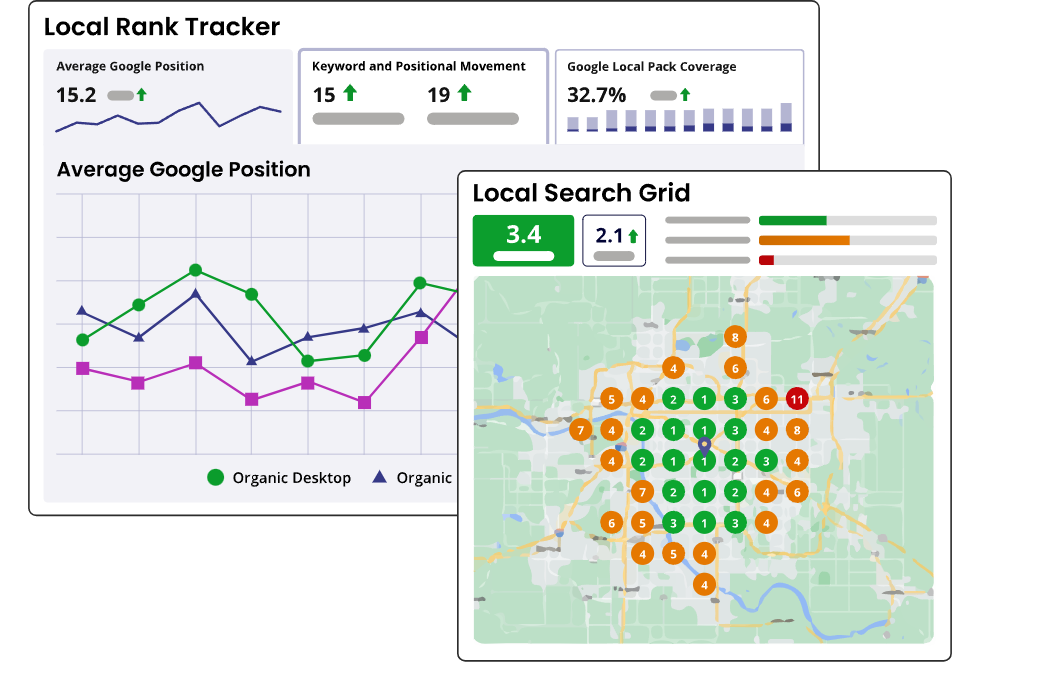 Local Rank Tracker
Average Google Position
15.2
Keyword and Positional Movement
15 19
Google Local Pack Coverage
32.7%
Average Google Position
Organic Desktop Organic
Local Search Grid
3.4 2.1
8
4 6
5 4 2 1 3 6 11
7 4 2 1 1 3 4 8
4 2 1 1 2 3 4
7 2 1 2 4 6
6 5 3 1 3 4
4 5 4
4